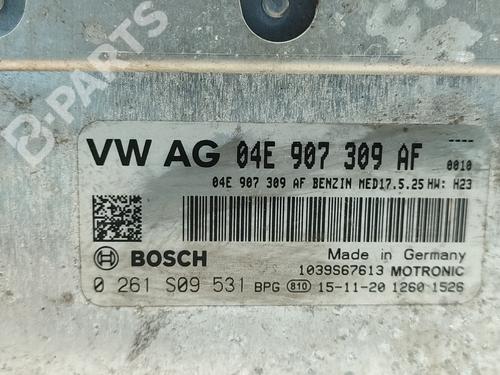 B-PARTS
VW AG 04E 907 309 AF 0010
04E 907 309 AF BENZIN MED17.5.25 HW: H23
BOSCH
Made in Germany
1039S67613 MOTRONIC
0 261 S09 531 BPG 810 15-11-20 1260 1526